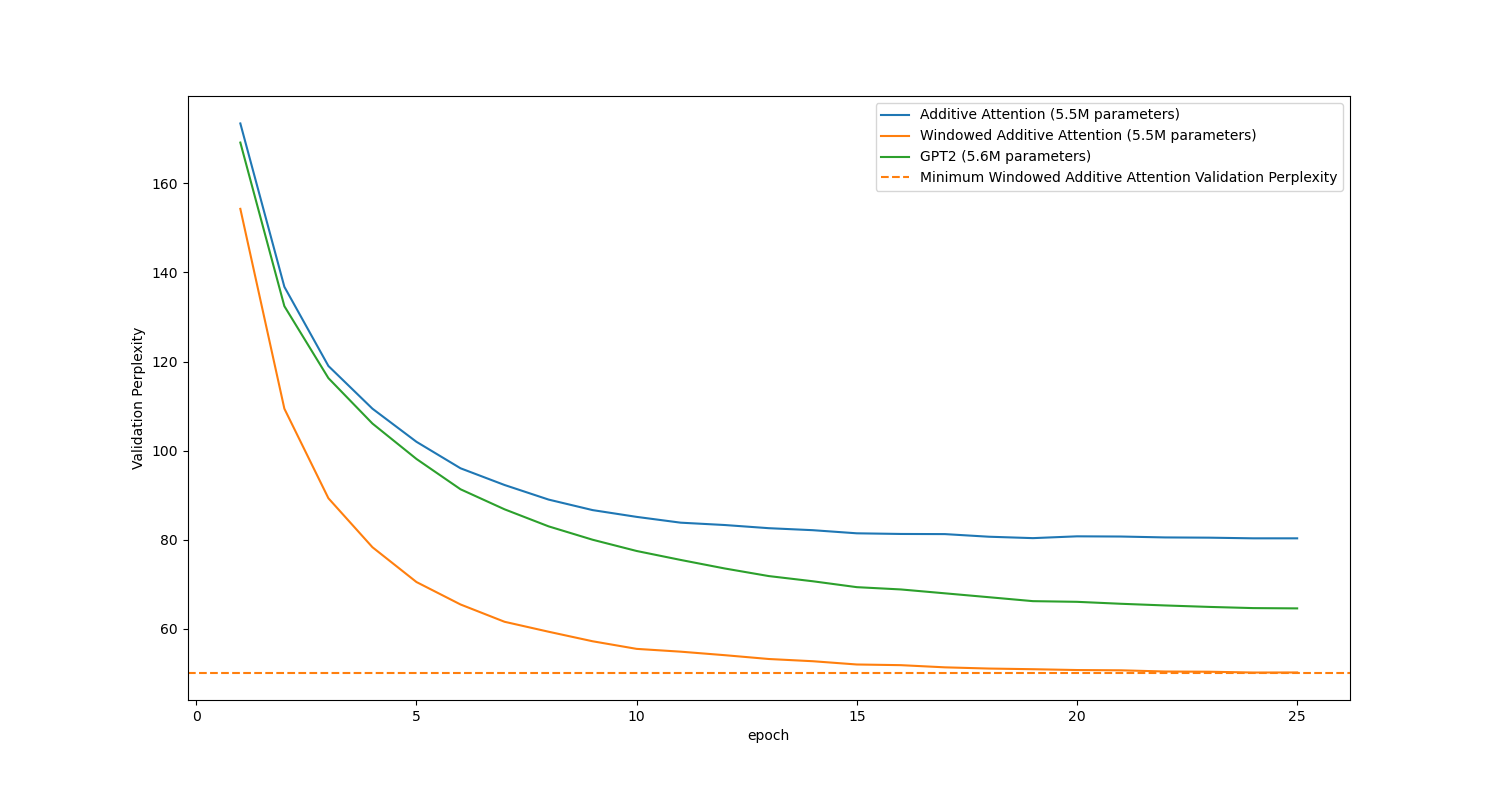 Additive Attention (5.5M parameters)
Windowed Additive Attention (5.5M parameters)
GPT2 (5.6M parameters)
Minimum Windowed Additive Attention Validation Perplexity
160
140
120
100
80
60
Validation Perplexity
0 5 10 15 20 25
epoch